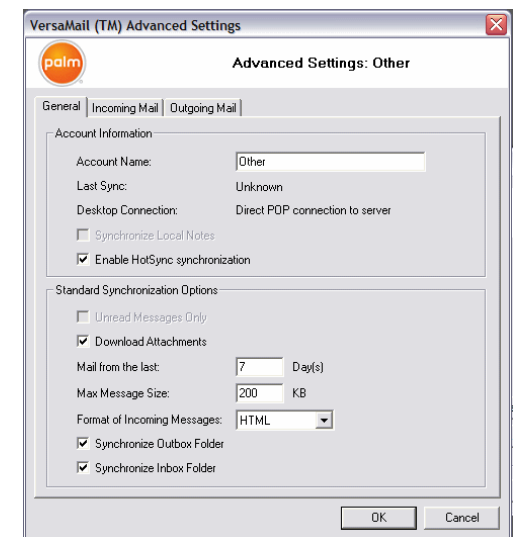 VersaMail (TM) Advanced Settings
palm
Advanced Settings: Other
General Incoming Mail Outgoing Mail
Account Information
Account Name: Other
Last Sync: Unknown
Desktop Connection: Direct POP connection to server
Synchronize Local Notes
Enable HotSync synchronization
Standard Synchronization Options
Unread Messages Only
Download Attachments
Mail from the last: 7 Day(s)
Max Message Size: 200 KB
Format of Incoming Messages: HTML
Synchronize Outbox Folder
Synchronize Inbox Folder
OK Cancel